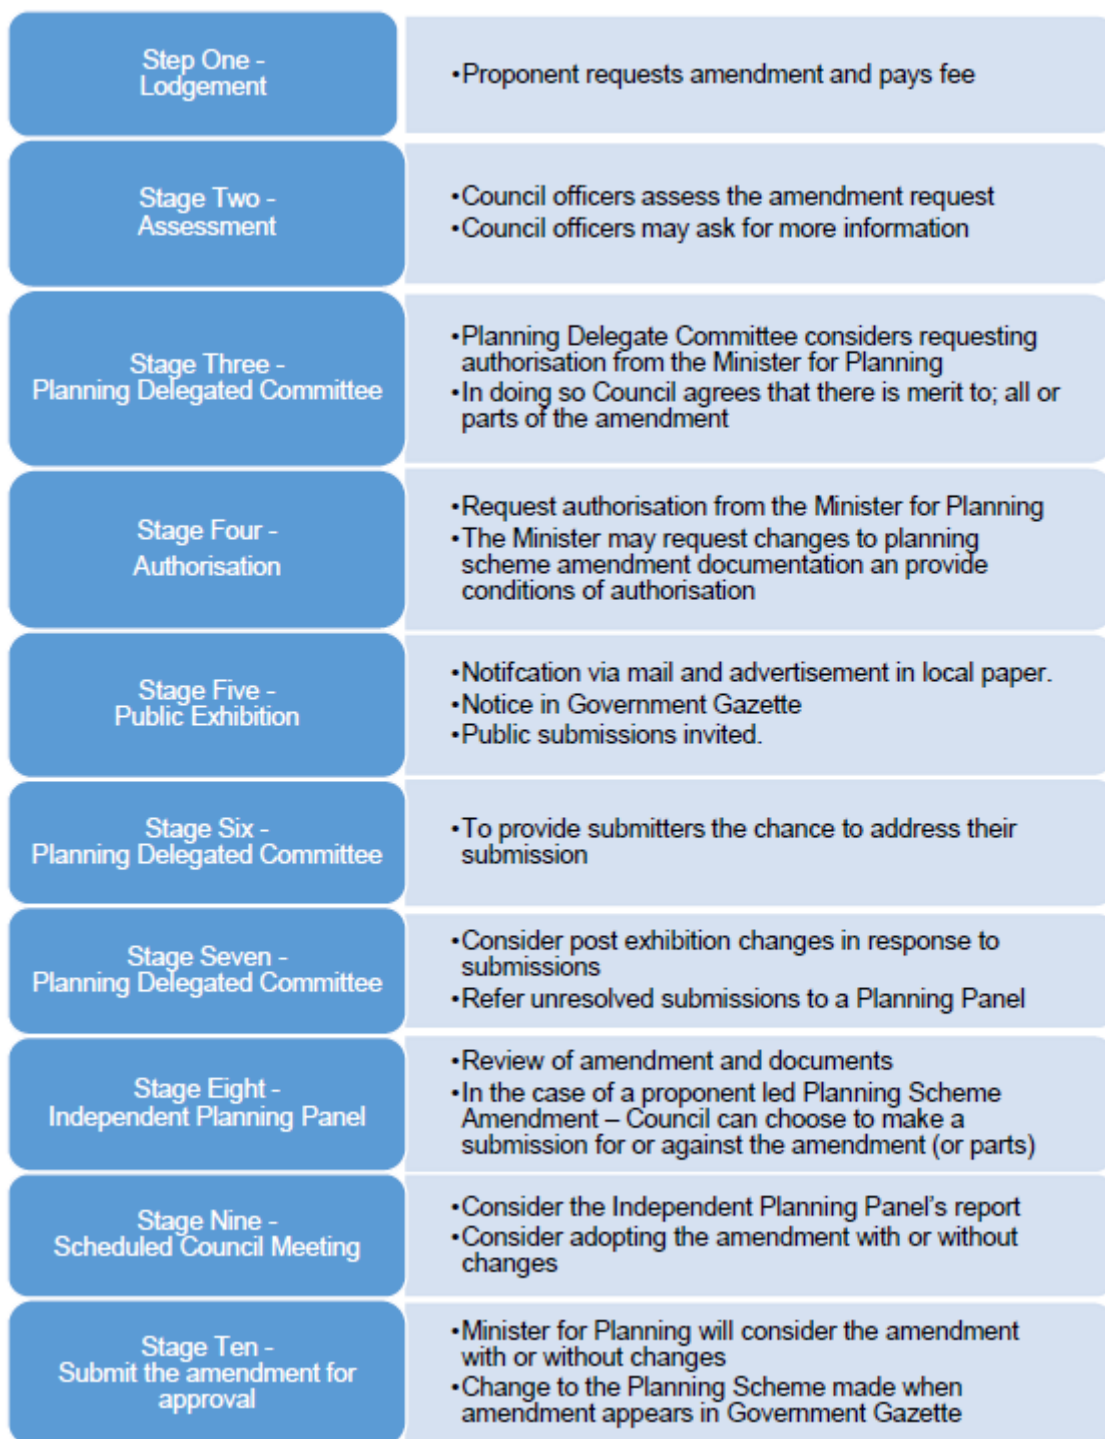 Step One -
Lodgement
•Proponent requests amendment and pays fee
Stage Two -
Assessment
•Council officers assess the amendment request
•Council officers may ask for more information
Stage Three -
Planning Delegated Committee
•Planning Delegate Committee considers requesting
authorisation from the Minister for Planning
•In doing so Council agrees that there is merit to; all or
parts of the amendment
Stage Four -
Authorisation
•Request authorisation from the Minister for Planning
•The Minister may request changes to planning
scheme amendment documentation an provide
conditions of authorisation
Stage Five -
Public Exhibition
•Notifcation via mail and advertisement in local paper.
•Notice in Government Gazette
•Public submissions invited.
Stage Six -
Planning Delegated Committee
•To provide submitters the chance to address their
submission
Stage Seven -
Planning Delegated Committee
•Consider post exhibition changes in response to
submissions
•Refer unresolved submissions to a Planning Panel
Stage Eight -
Independent Planning Panel
•Review of amendment and documents
•In the case of a proponent led Planning Scheme
Amendment – Council can choose to make a
submission for or against the amendment (or parts)
Stage Nine -
Scheduled Council Meeting
•Consider the Independent Planning Panel's report
•Consider adopting the amendment with or without
changes
Stage Ten -
Submit the amendment for
approval
•Minister for Planning will consider the amendment
with or without changes
•Change to the Planning Scheme made when
amendment appears in Government Gazette